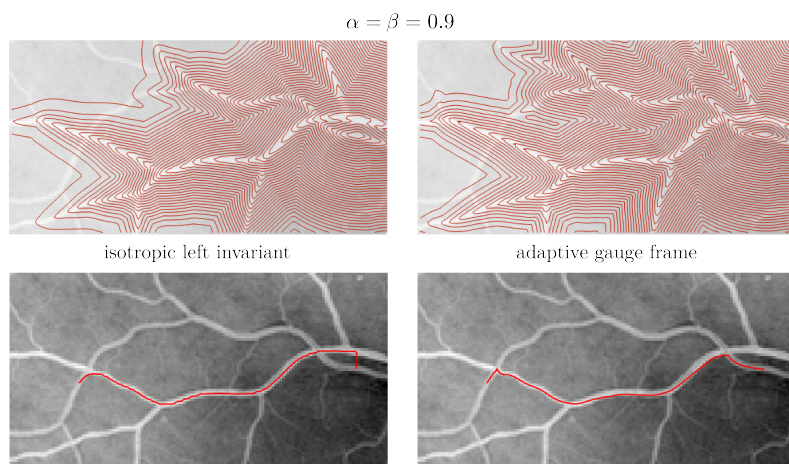 α = β = 0.9
isotropic left invariant
adaptive gauge frame